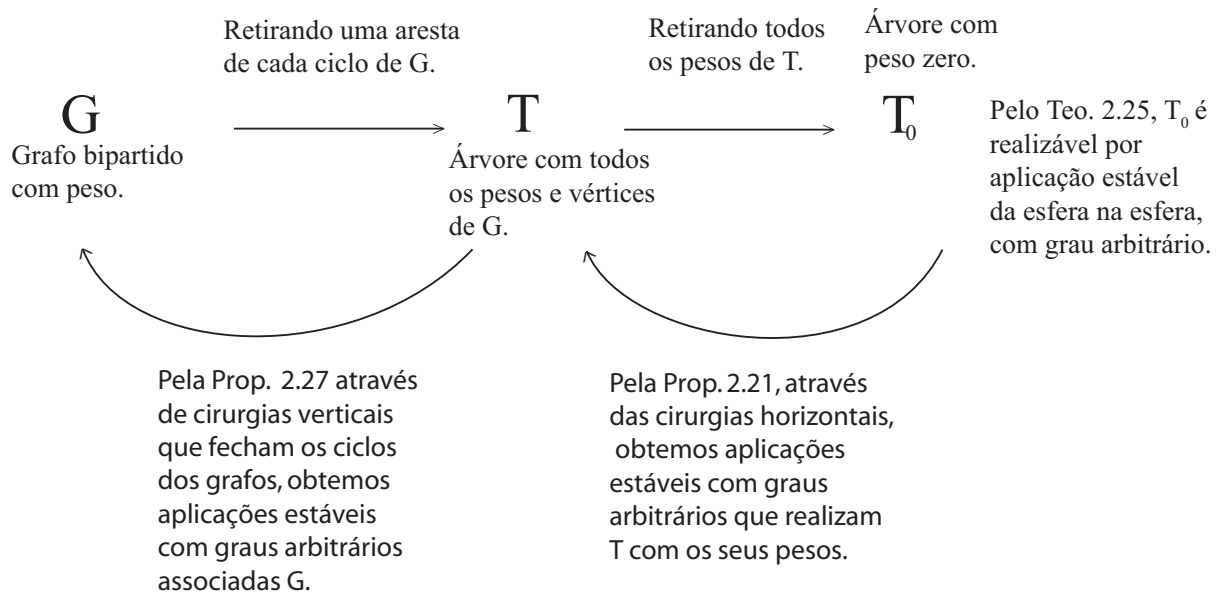 Retirando uma aresta
de cada ciclo de G.
Retirando todos
os pesos de T.
Árvore com
peso zero.
G
Grafo bipartido
com peso.
T
Árvore com todos
os pesos e vértices
de G.
T₀
Pelo Teo. 2.25, T₀ é
realizável por
aplicação estável
da esfera na esfera,
com grau arbitrário.
Pela Prop. 2.27 através
de cirurgias verticais
que fecham os ciclos
dos grafos, obtemos
aplicações estáveis
com graus arbitrários
associadas G.
Pela Prop. 2.21, através
das cirurgias horizontais,
obtemos aplicações
estáveis com graus
arbitrários que realizam
T com os seus pesos.